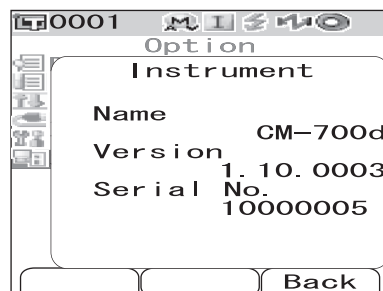 0001 M I
Option
Instrument
Name
CM-700d
Version
1.10.0003
Serial No.
10000005
Back